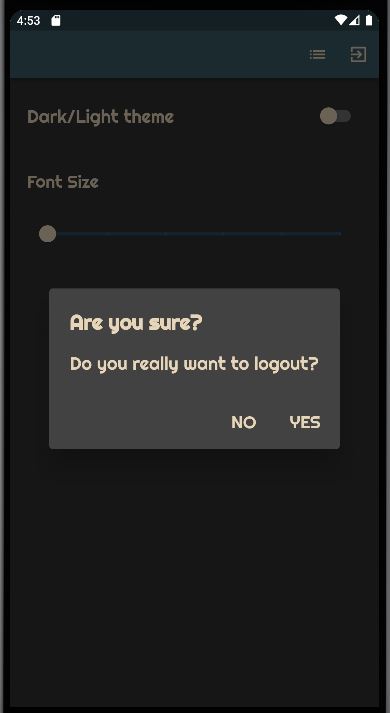 4:53
Dark/Light theme
Font Size
Are you sure?
Do you really want to logout?
NO YES